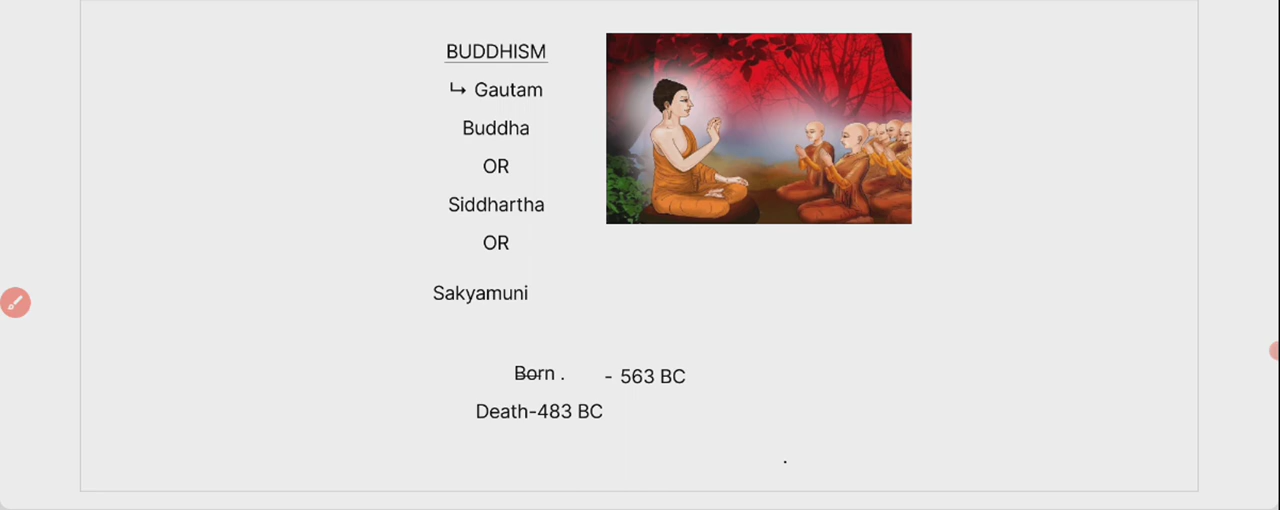 BUDDHISM
↳ Gautam
Buddha
OR
Siddhartha
OR
Sakyamuni
Born . - 563 BC
Death-483 BC